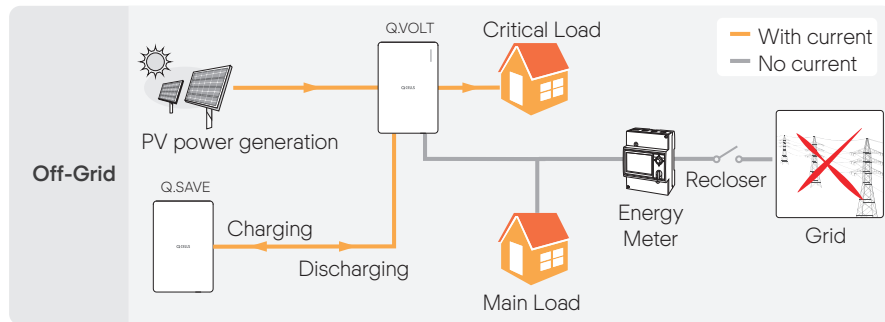 Off-Grid
Q.VOLT
Critical Load
With current
No current
PV power generation
Q.SAVE
Charging
Discharging
Main Load
Energy
Meter
Recloser
Grid